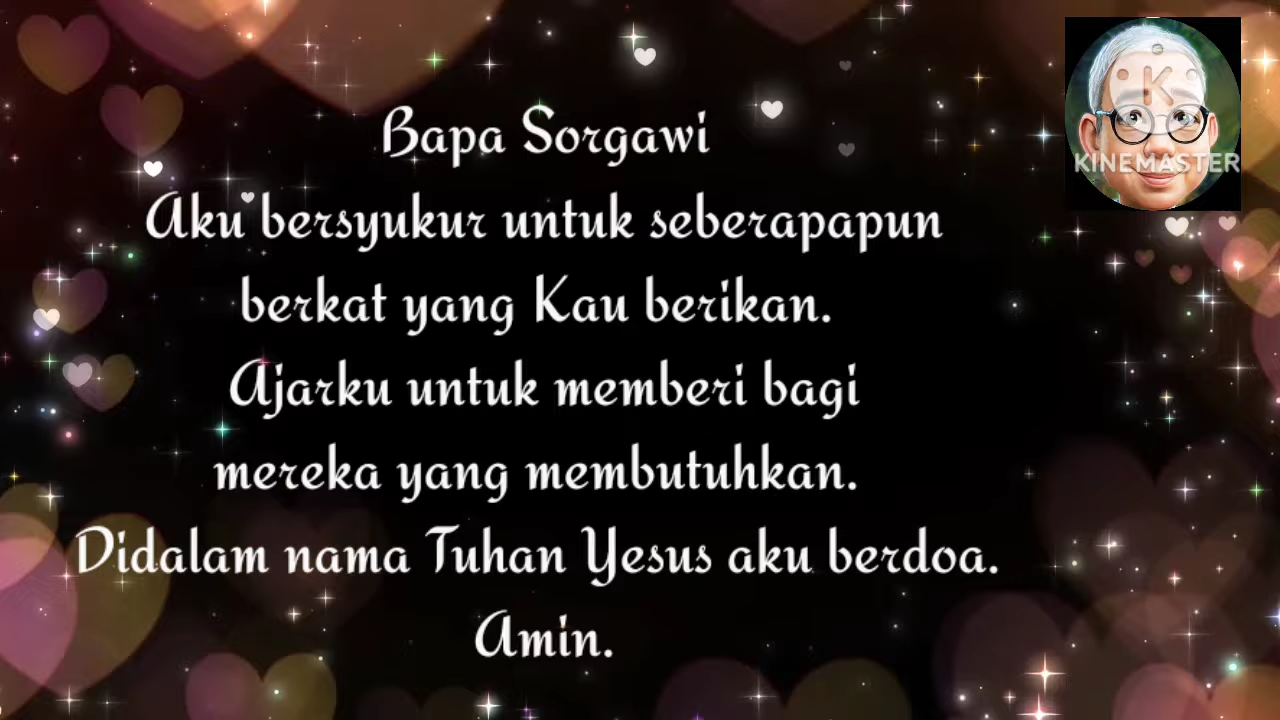 Bapa Sorgawi
Aku bersyukur untuk seberapapun
berkat yang Kau berikan.
Ajarku untuk memberi bagi
mereka yang membutuhkan.
Didalam nama Tuhan Yesus aku berdoa.
Amin.
K
KINEMASTER